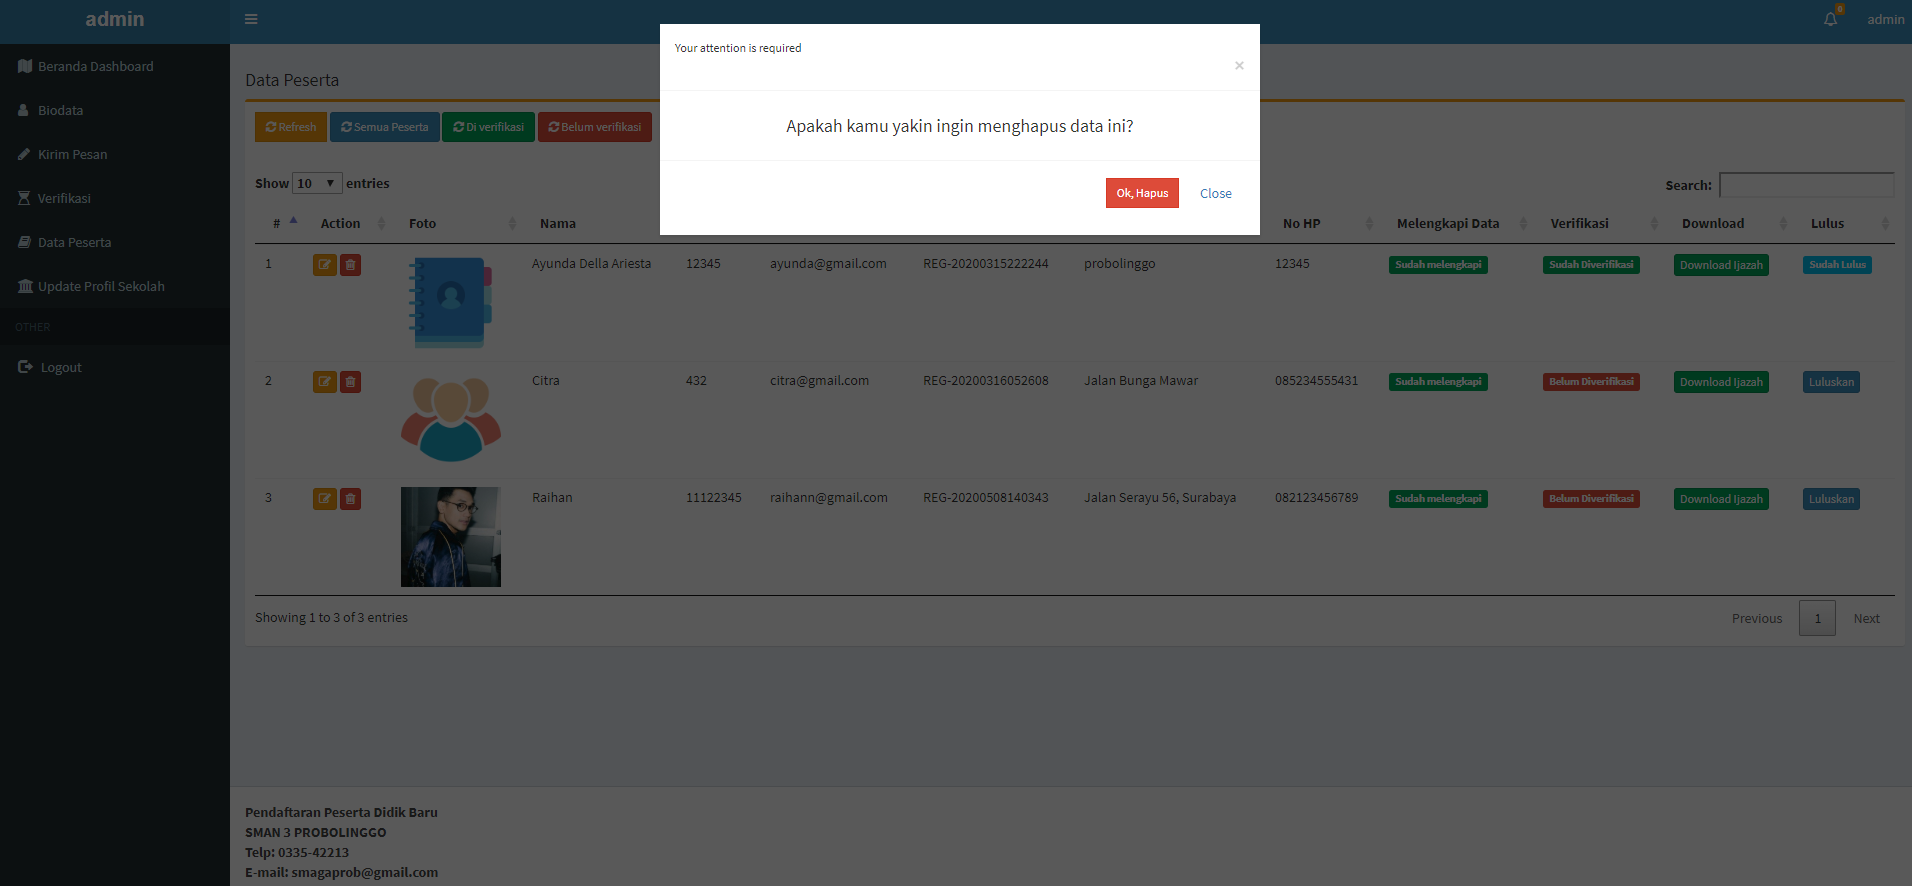 admin
0
admin
Your attention is required
×
Apakah kamu yakin ingin menghapus data ini?
Ok, Hapus Close
Beranda Dashboard
Biodata
Kirim Pesan
Verifikasi
Data Peserta
Update Profil Sekolah
OTHER
Logout
Data Peserta
Refresh Semua Peserta Di verifikasi Belum verifikasi
Show 10 entries Search:
# Action Foto Nama No HP Melengkapi Data Verifikasi Download Lulus
1 Ayunda Della Ariesta 12345 ayunda@gmail.com REG-20200315222244 probolinggo 12345 Sudah melengkapi Sudah Diverifikasi Download Ijazah Sudah Lulus
2 Citra 432 citra@gmail.com REG-20200316052608 Jalan Bunga Mawar 085234555431 Sudah melengkapi Belum Diverifikasi Download Ijazah Luluskan
3 Raihan 11122345 raihann@gmail.com REG-20200508140343 Jalan Serayu 56, Surabaya 082123456789 Sudah melengkapi Belum Diverifikasi Download Ijazah Luluskan
Showing 1 to 3 of 3 entries Previous 1 Next
Pendaftaran Peserta Didik Baru
SMAN 3 PROBOLINGGO
Telp: 0335-42213
E-mail: smagaprob@gmail.com